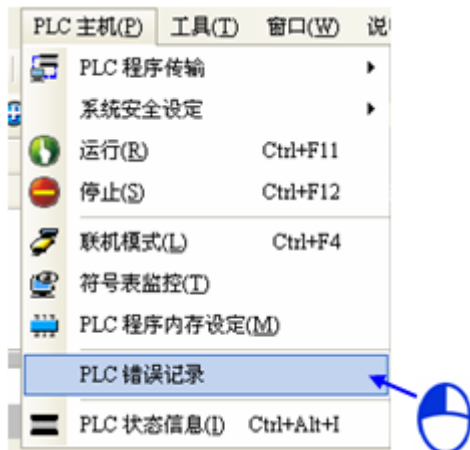 PLC 主机(P) 工具(T) 窗口(W) 说
PLC 程序传输
系统安全设定
运行(R) Ctrl+F11
停止(S) Ctrl+F12
联机模式(L) Ctrl+F4
符号表监控(T)
PLC 程序内存设定(M)
PLC 错误记录
PLC 状态信息(I) Ctrl+Alt+I